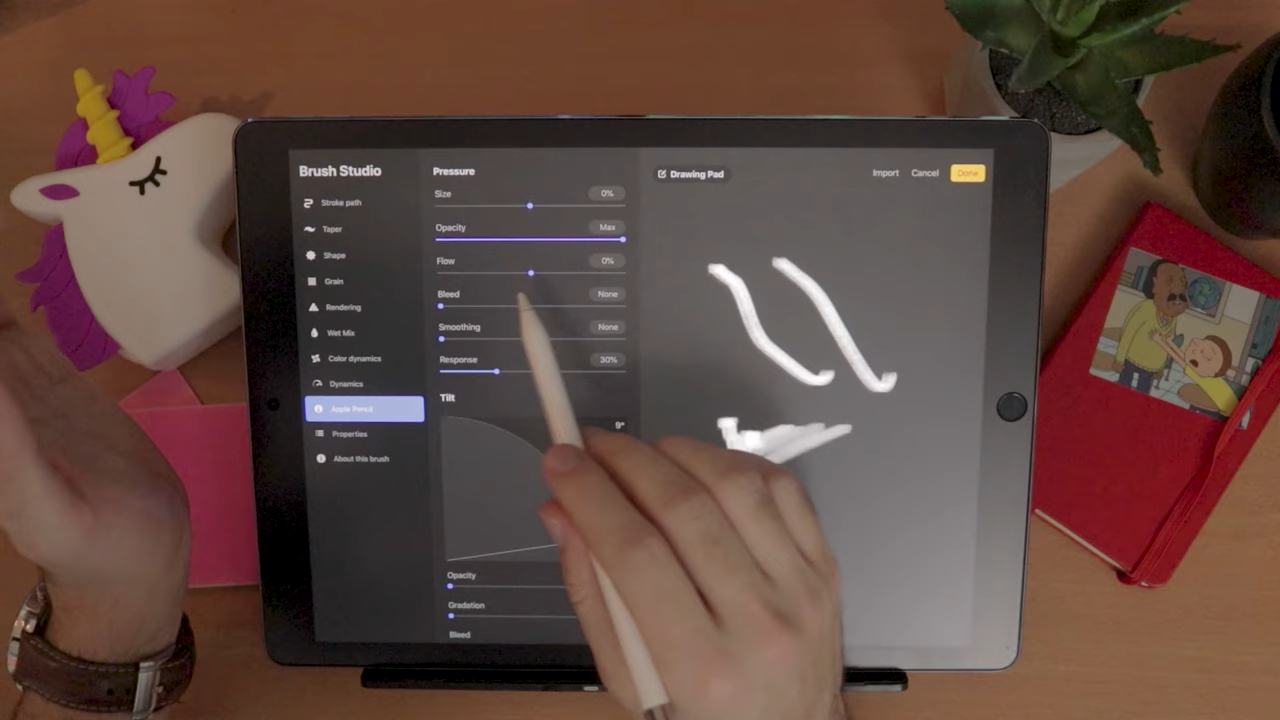 Brush Studio
Stroke path
Taper
Shape
Grain
Rendering
Wet Mix
Color dynamics
Dynamics
Apple Pencil
Properties
About this brush
Pressure
Size 0%
Opacity Max
Flow 0%
Bleed None
Smoothing None
Response 30%
Tilt
9°
Opacity
Gradation
Bleed
Drawing Pad
Import Cancel Done